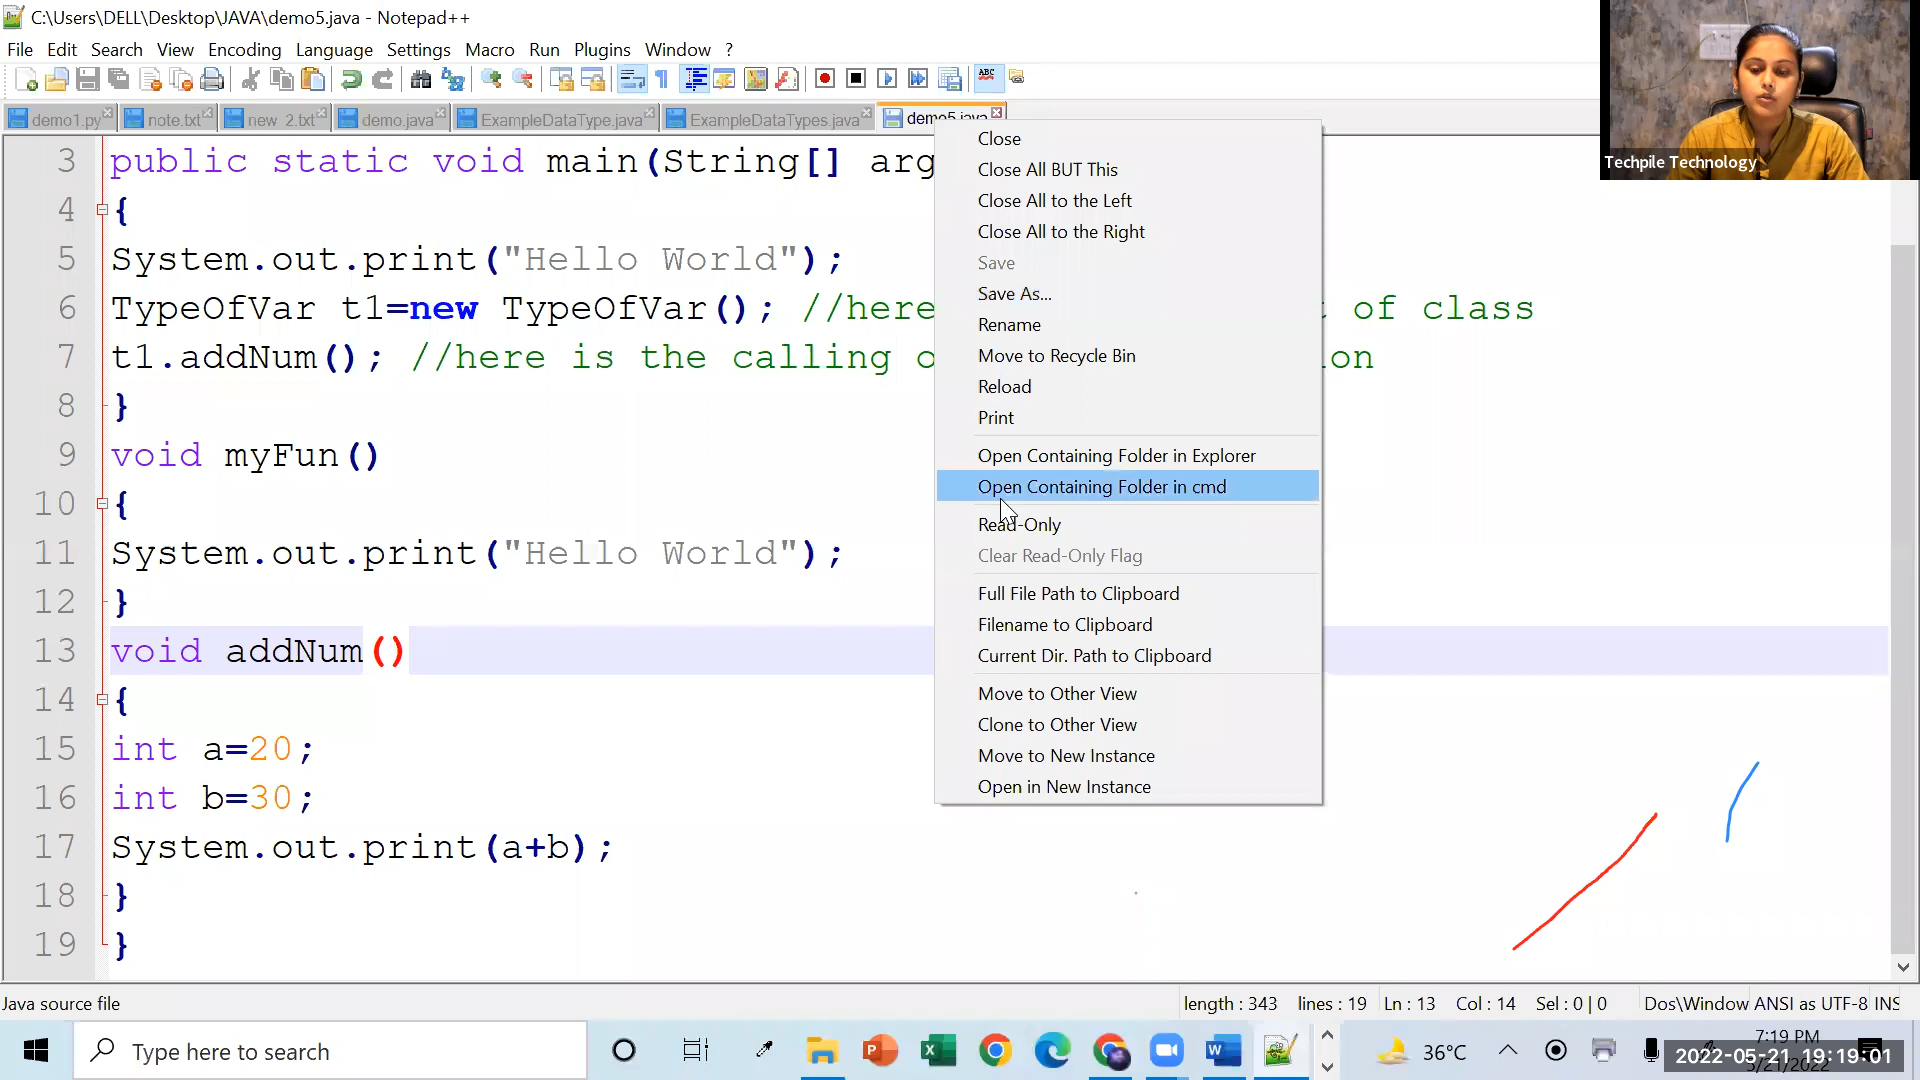 C:\Users\DELL\Desktop\JAVA\demo5.java - Notepad++
File Edit Search View Encoding Language Settings Macro Run Plugins Window ?
ABC
demo1.py note.txt new 2.txt demo.java ExampleDataType.java ExampleDataTypes.java demo5.java
Techpile Technology
3 public static void main(String[] arg
4 {
5 System.out.print("Hello World");
6 TypeOfVar t1=new TypeOfVar(); //here of class
7 t1.addNum(); //here is the calling
8 }
9 void myFun()
10 {
11 System.out.print("Hello World");
12 }
13 void addNum()
14 {
15 int a=20;
16 int b=30;
17 System.out.print(a+b);
18 }
19 }
Close
Close All BUT This
Close All to the Left
Close All to the Right
Save
Save As...
Rename
Move to Recycle Bin
Reload
Print
Open Containing Folder in Explorer
Open Containing Folder in cmd
Read-Only
Clear Read-Only Flag
Full File Path to Clipboard
Filename to Clipboard
Current Dir. Path to Clipboard
Move to Other View
Clone to Other View
Move to New Instance
Open in New Instance
Java source file length : 343 lines : 19 Ln : 13 Col : 14 Sel : 0 | 0 Dos\Window ANSI as UTF-8 INS
Type here to search
36°C
7:19 PM
2022-05-21 19:19:01